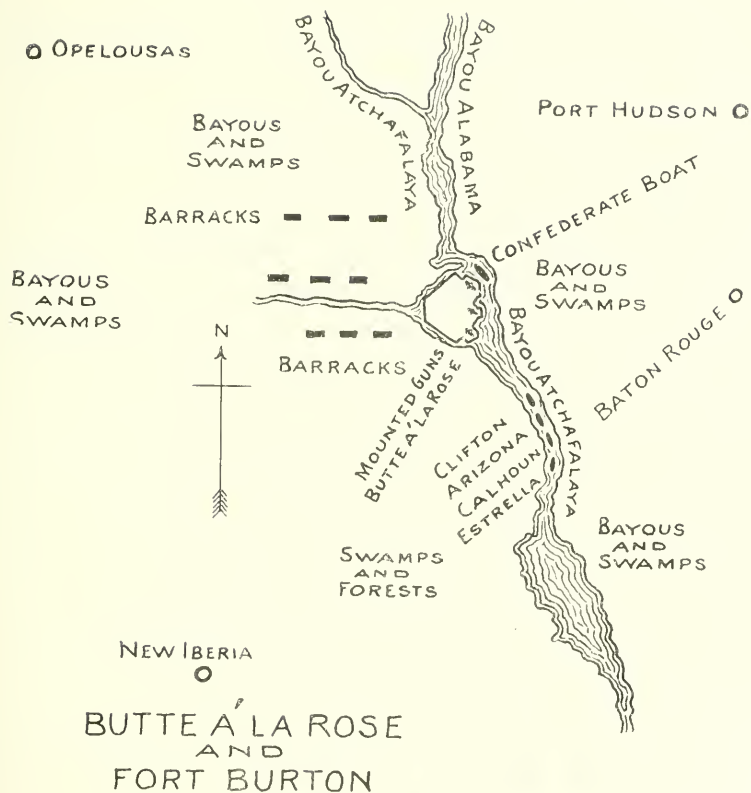 OPELOUSAS
BAYOU ATCHAFALAYA
BAYOU ALABAMA
PORT HUDSON
BAYOUS
AND
SWAMPS
CONFEDERATE BOAT
BARRACKS
BAYOUS
AND
SWAMPS
BAYOUS
AND
SWAMPS
BATON ROUGE
N
BARRACKS
MOUNTED GUNS
BUTTE Á LA ROSE
BAYOU ATCHAFALAYA
CLIFTON
ARIZONA
CALHOUN
ESTRELLA
BAYOUS
AND
SWAMPS
SWAMPS
AND
FORESTS
NEW IBERIA
BUTTE Á LA ROSE
AND
FORT BURTON